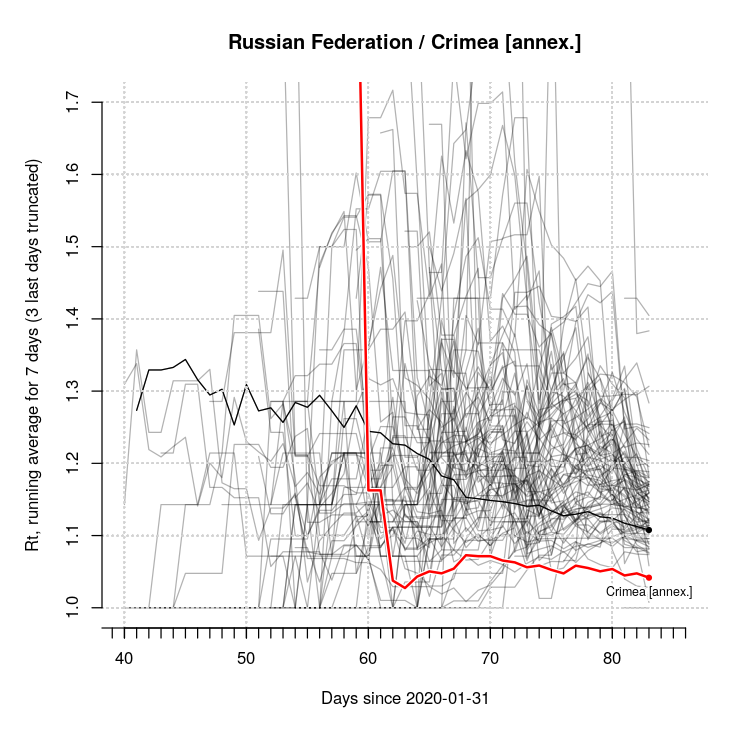 Russian Federation / Crimea [annex.]
Rt, running average for 7 days (3 last days truncated)
1.7
1.6
1.5
1.4
1.3
1.2
1.1
1.0
Crimea [annex.]
40 50 60 70 80
Days since 2020-01-31